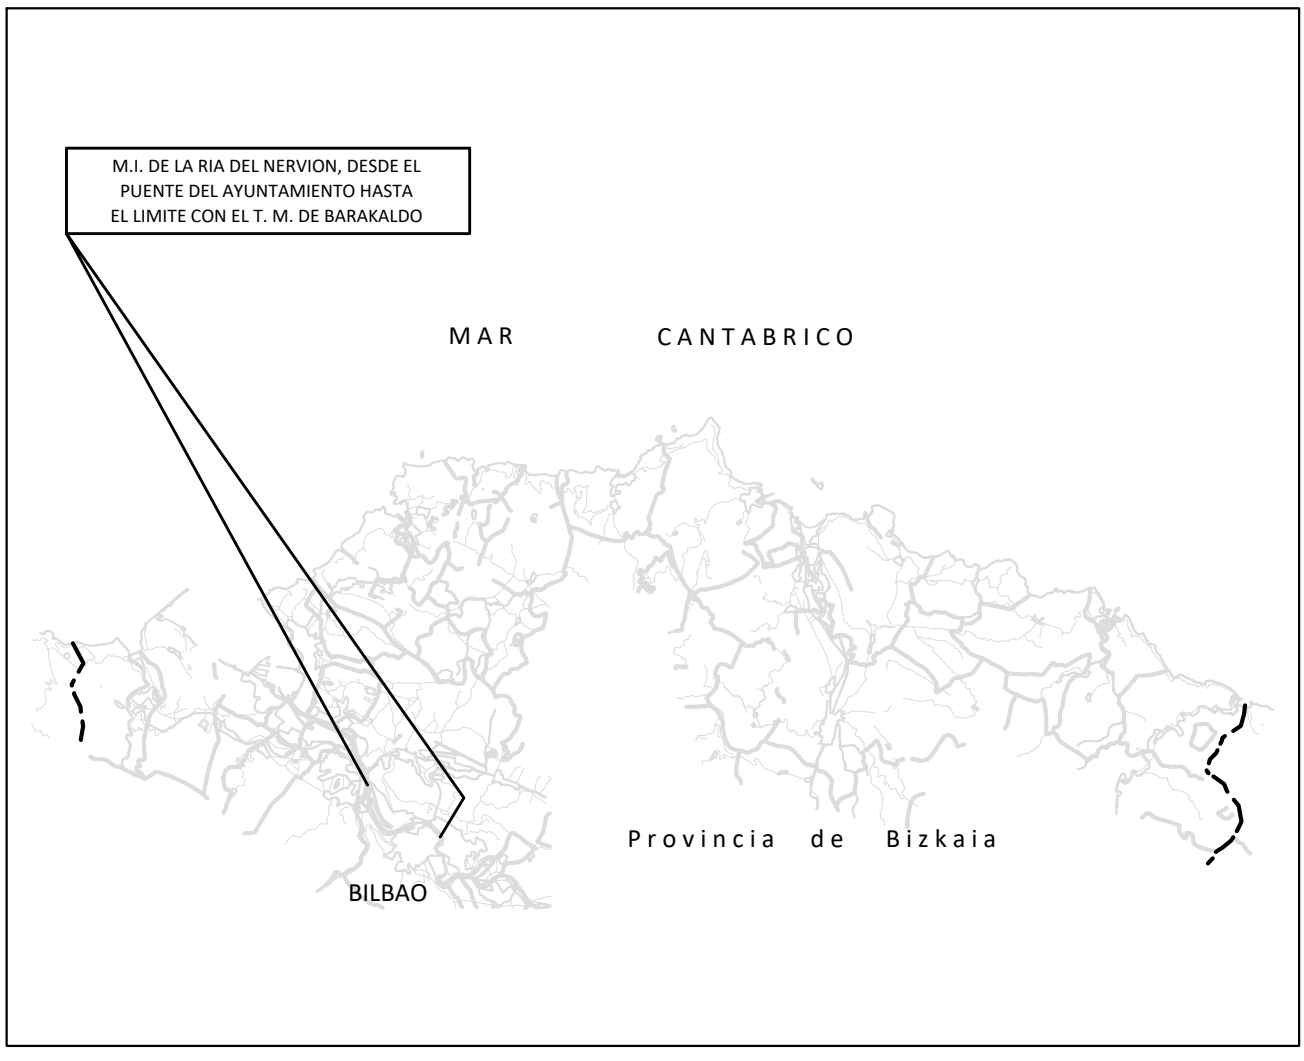 M.I. DE LA RIA DEL NERVION, DESDE EL
PUENTE DEL AYUNTAMIENTO HASTA
EL LIMITE CON EL T. M. DE BARAKALDO
MAR CANTABRICO
Provincia de Bizkaia
BILBAO